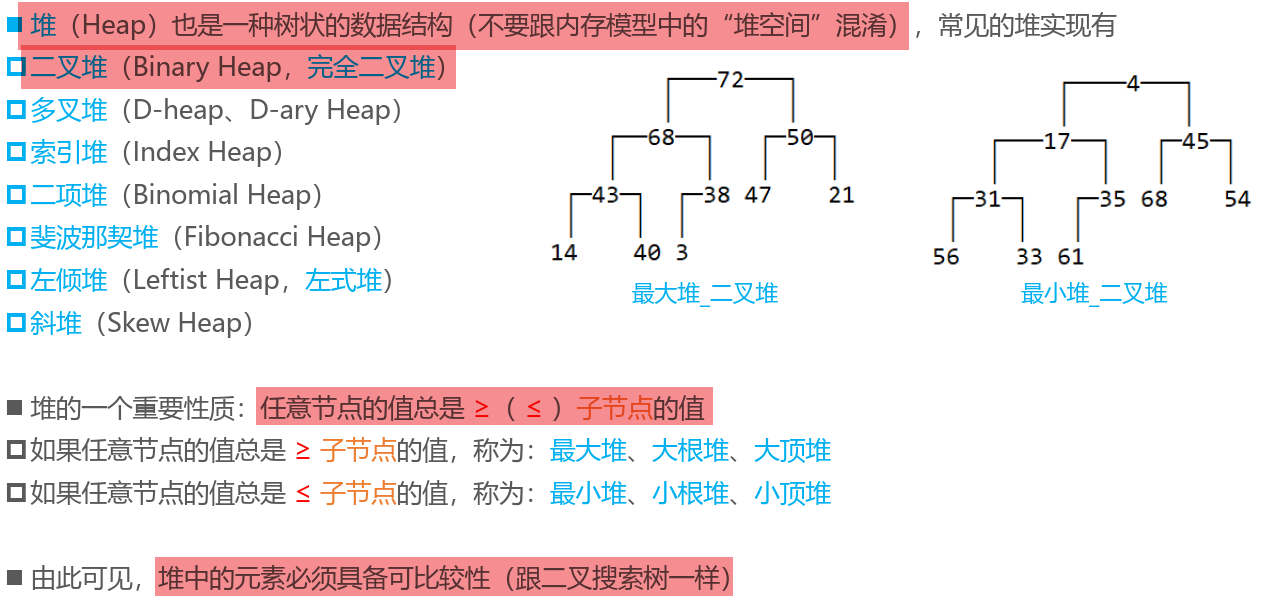 堆（Heap）也是一种树状的数据结构（不要跟内存模型中的“堆空间”混淆），常见的堆实现有
二叉堆（Binary Heap，完全二叉堆）
多叉堆（D-heap、D-ary Heap）
索引堆（Index Heap）
二项堆（Binomial Heap）
斐波那契堆（Fibonacci Heap）
左倾堆（Leftist Heap，左式堆）
斜堆（Skew Heap）
72
68 50
43 38 47 21
14 40 3
最大堆_二叉堆
4
17 45
31 35 68 54
56 33 61
最小堆_二叉堆
堆的一个重要性质：任意节点的值总是 ≥（ ≤ ）子节点的值
如果任意节点的值总是 ≥ 子节点的值，称为：最大堆、大根堆、大顶堆
如果任意节点的值总是 ≤ 子节点的值，称为：最小堆、小根堆、小顶堆
由此可见，堆中的元素必须具备可比较性（跟二叉搜索树一样）